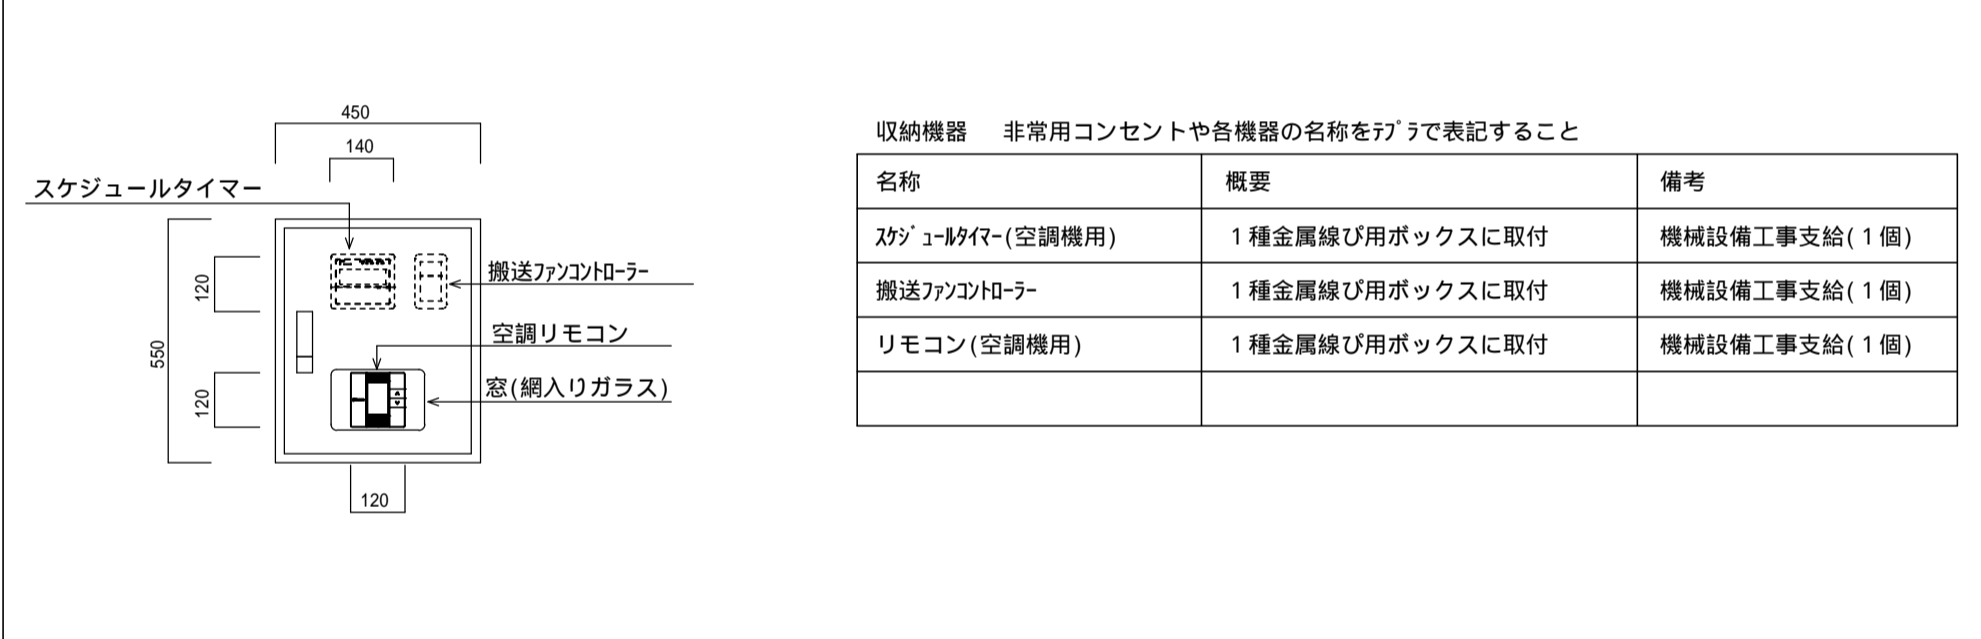 450
140
スケジュールタイマー
120
搬送ﾌｧﾝｺﾝﾄﾛｰﾗｰ
空調リモコン
550
窓(網入りガラス)
120
120
収納機器 非常用コンセントや各機器の名称をﾃﾌﾟﾗで表記すること
名称 概要 備考
ｽｹｼﾞｭｰﾙﾀｲﾏｰ(空調機用) １種金属線ぴ用ボックスに取付 機械設備工事支給(１個)
搬送ﾌｧﾝｺﾝﾄﾛｰﾗｰ １種金属線ぴ用ボックスに取付 機械設備工事支給(１個)
リモコン(空調機用) １種金属線ぴ用ボックスに取付 機械設備工事支給(１個)